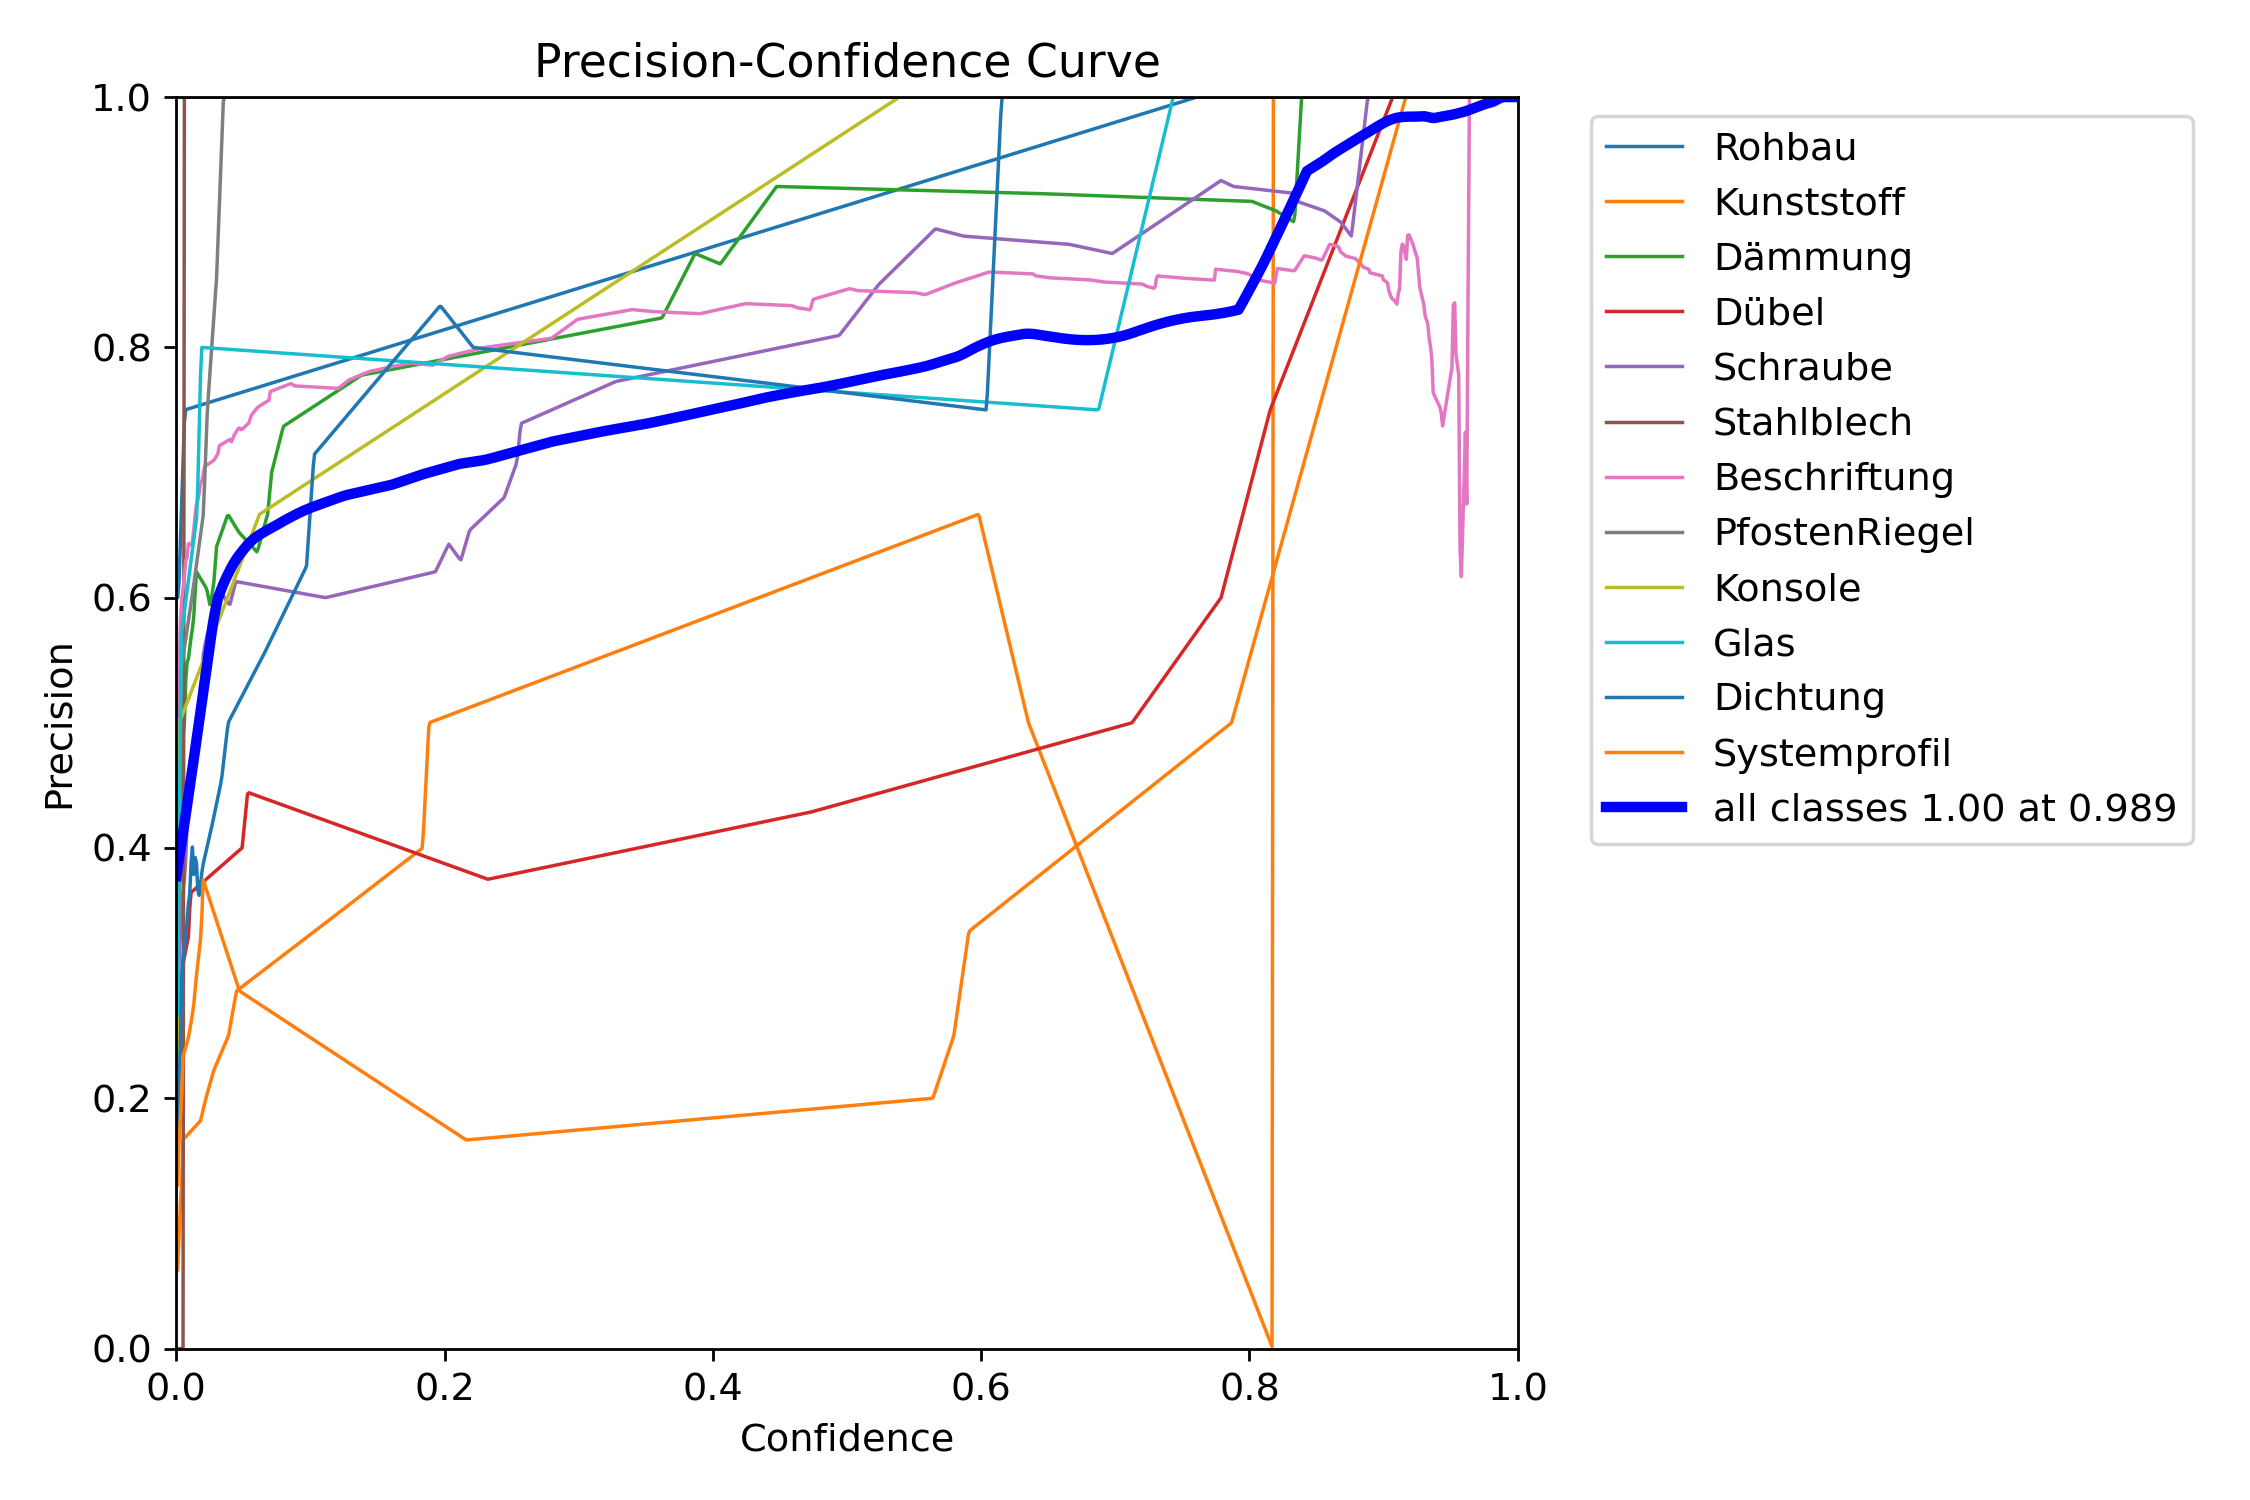 Precision-Confidence Curve
1.0
0.8
0.6
0.4
0.2
0.0
Precision
0.0 0.2 0.4 0.6 0.8 1.0
Confidence
Rohbau
Kunststoff
Dämmung
Dübel
Schraube
Stahlblech
Beschriftung
PfostenRiegel
Konsole
Glas
Dichtung
Systemprofil
all classes 1.00 at 0.989